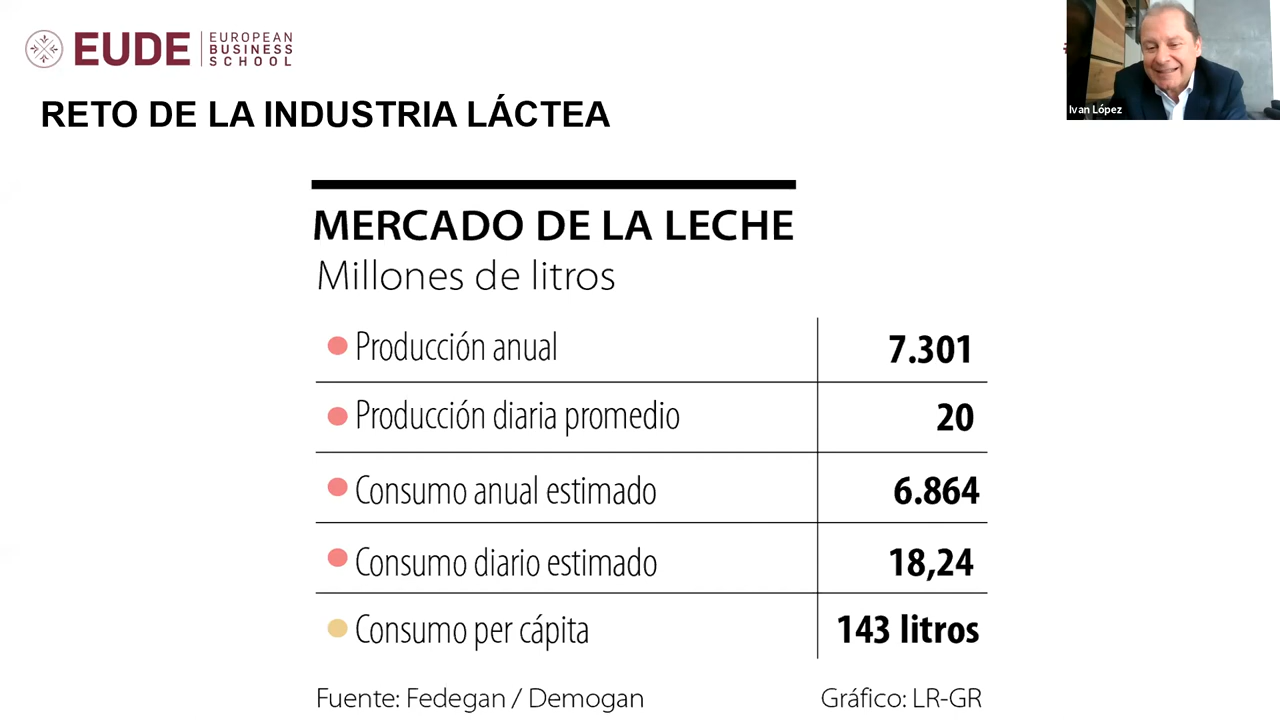 EUDE EUROPEAN
BUSINESS
SCHOOL
Ivan López
RETO DE LA INDUSTRIA LÁCTEA
MERCADO DE LA LECHE
Millones de litros
Producción anual 7.301
Producción diaria promedio 20
Consumo anual estimado 6.864
Consumo diario estimado 18,24
Consumo per cápita 143 litros
Fuente: Fedegan / Demogan Gráfico: LR-GR